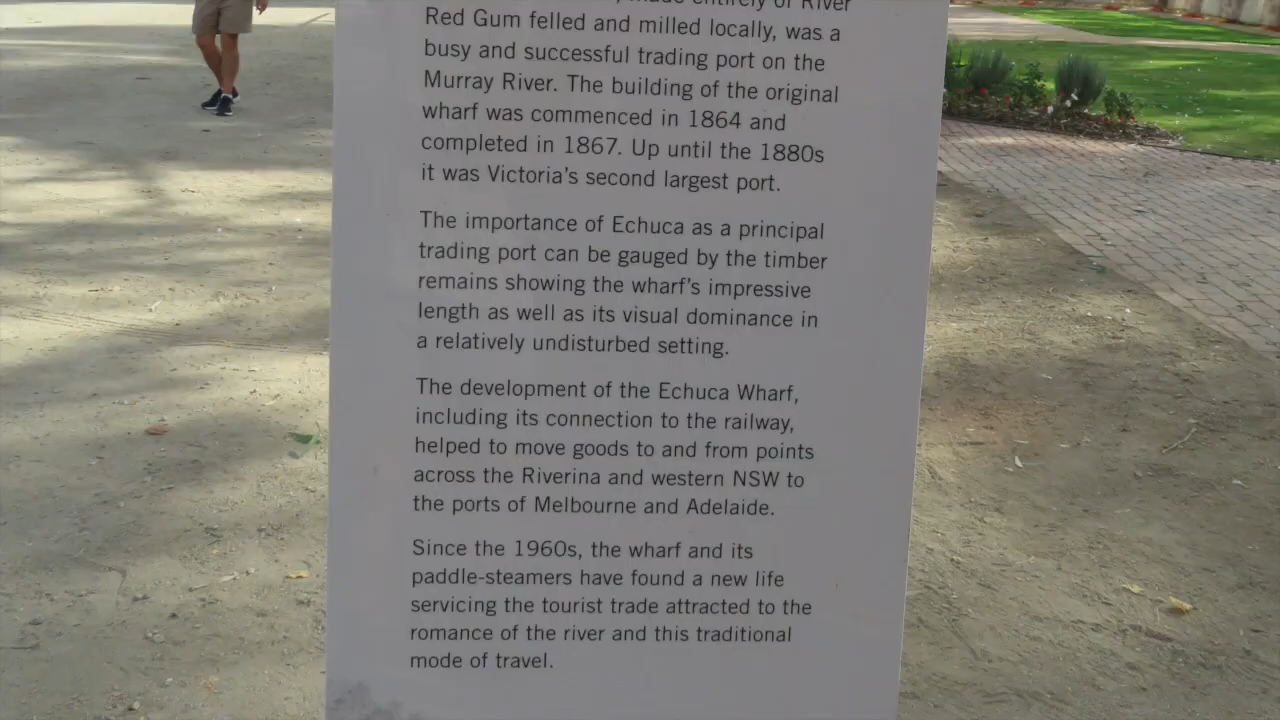 made entirely of River
Red Gum felled and milled locally, was a
busy and successful trading port on the
Murray River. The building of the original
wharf was commenced in 1864 and
completed in 1867. Up until the 1880s
it was Victoria's second largest port.
The importance of Echuca as a principal
trading port can be gauged by the timber
remains showing the wharf's impressive
length as well as its visual dominance in
a relatively undisturbed setting.
The development of the Echuca Wharf,
including its connection to the railway,
helped to move goods to and from points
across the Riverina and western NSW to
the ports of Melbourne and Adelaide.
Since the 1960s, the wharf and its
paddle-steamers have found a new life
servicing the tourist trade attracted to the
romance of the river and this traditional
mode of travel.